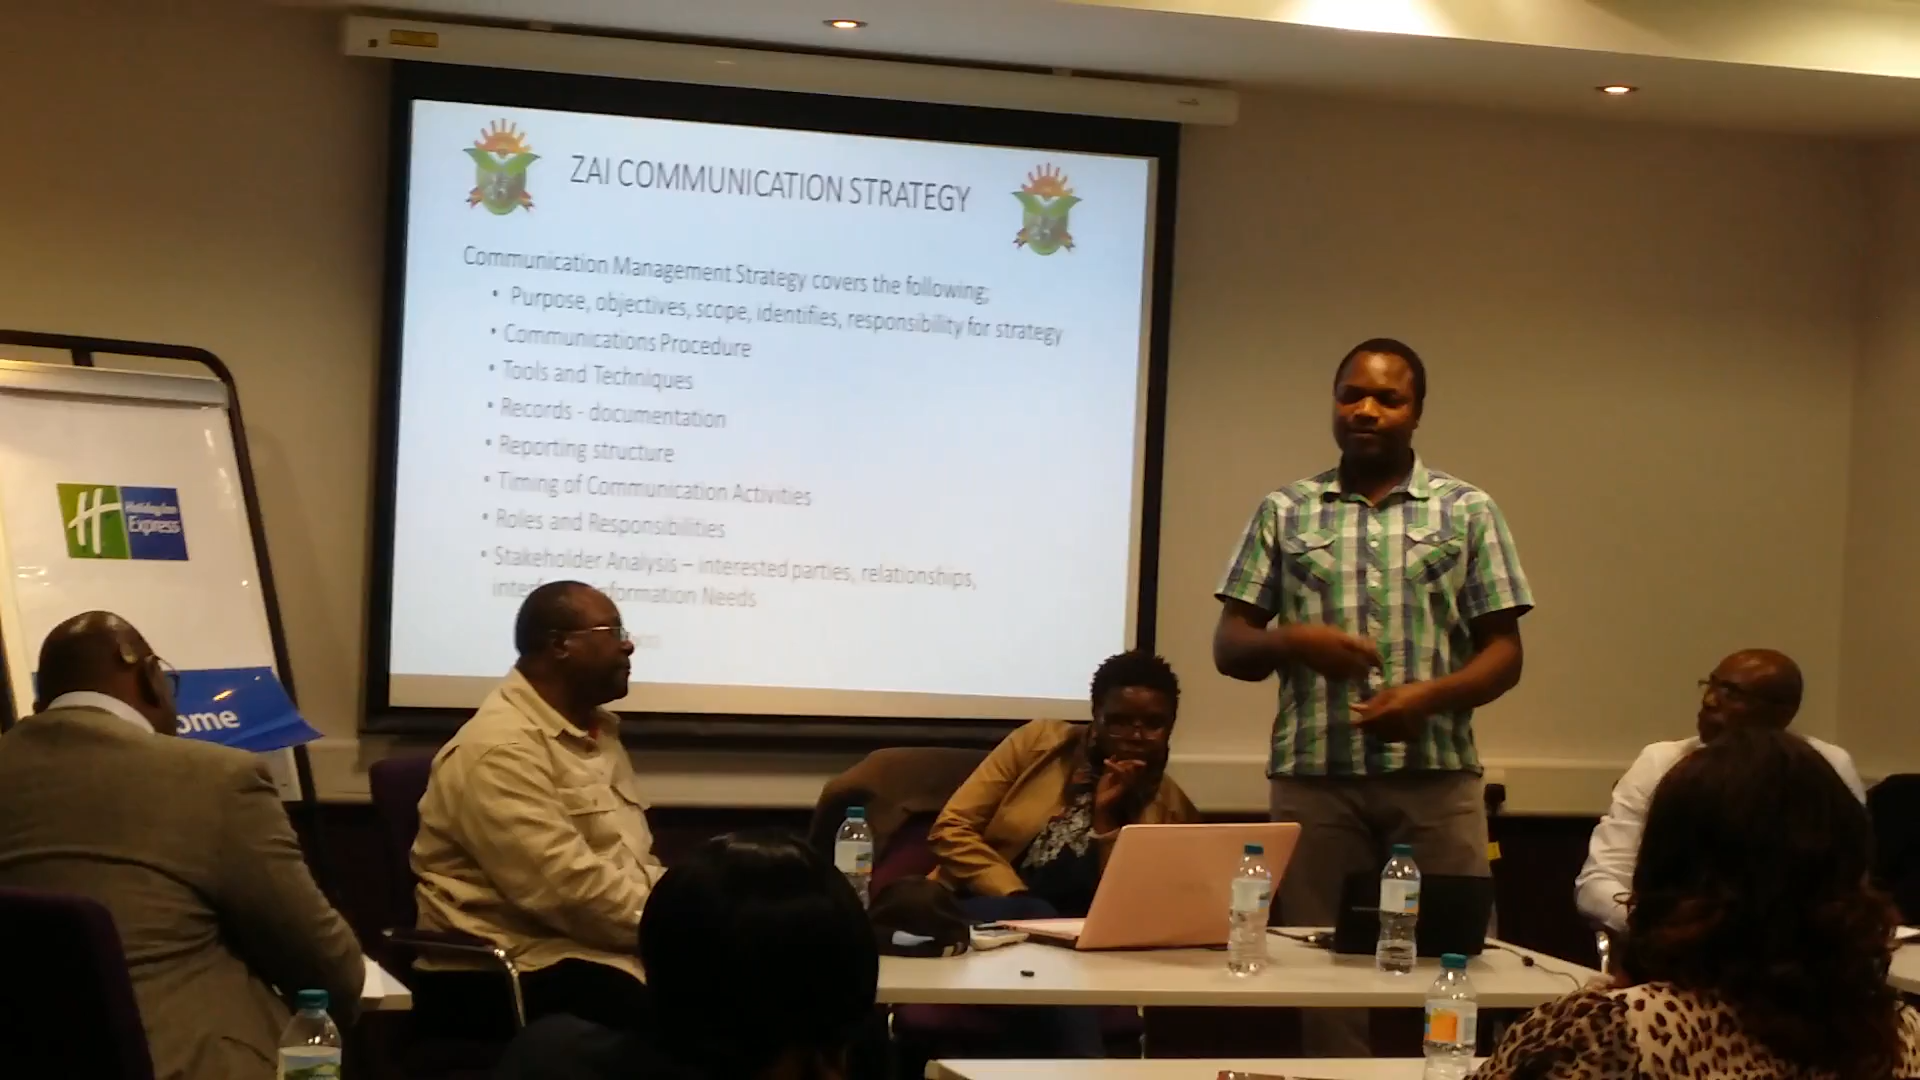 ZAI COMMUNICATION STRATEGY
Communication Management Strategy covers the following;
• Purpose, objectives, scope, identifies, responsibility for strategy
• Communications Procedure
• Tools and Techniques
• Records - documentation
• Reporting structure
• Timing of Communication Activities
• Roles and Responsibilities
• Stakeholder Analysis – interested parties, relationships,
Information Needs
Holiday Inn
Express
ome